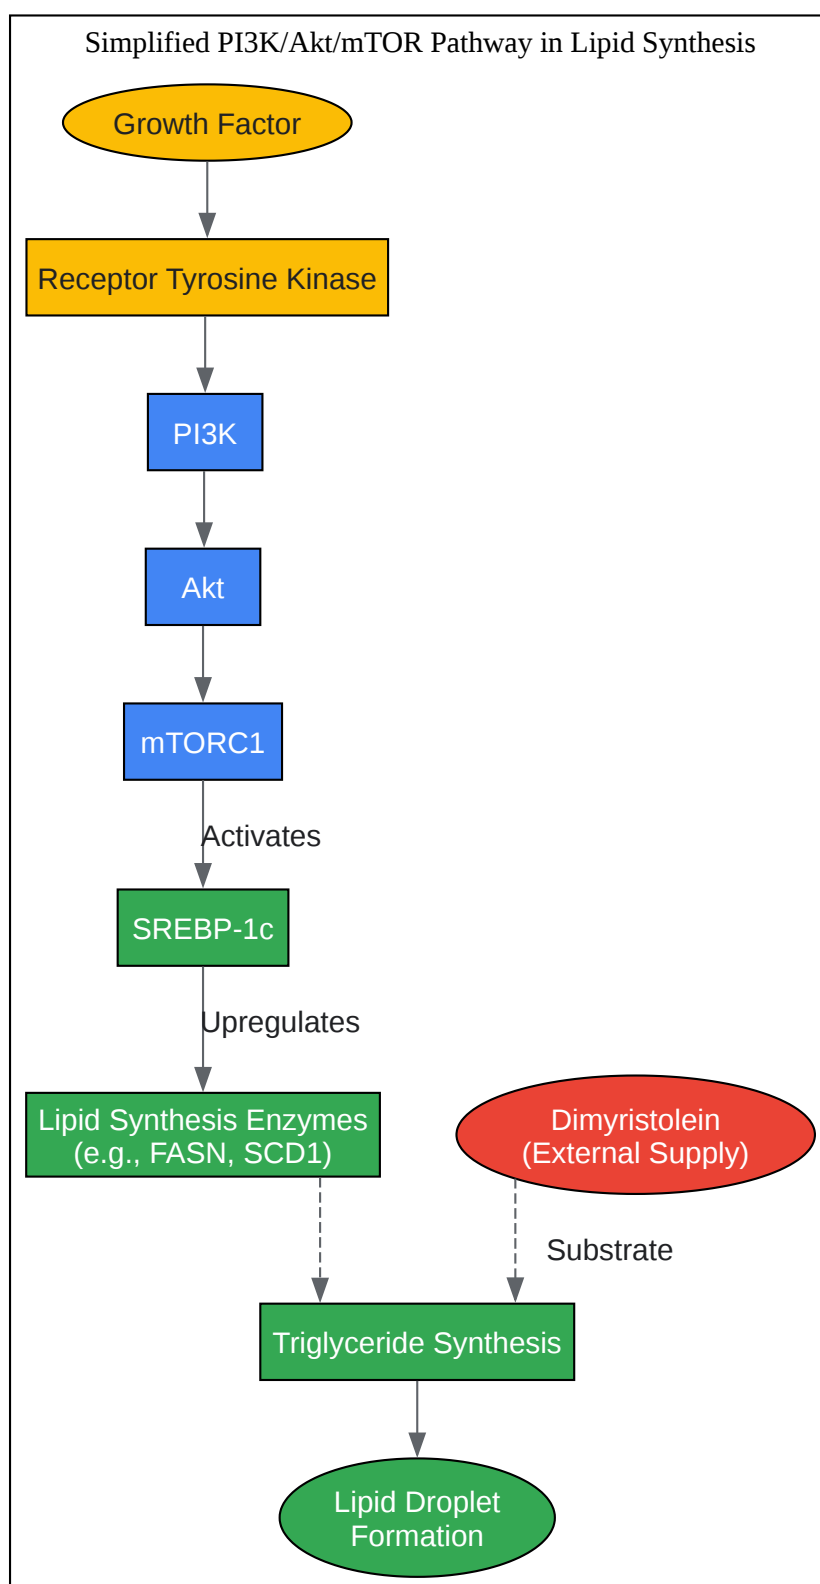 Simplified PI3K/Akt/mTOR Pathway in Lipid Synthesis
Growth Factor
Receptor Tyrosine Kinase
PI3K
Akt
mTORC1
Activates
SREBP-1c
Upregulates
Lipid Synthesis Enzymes
(e.g., FASN, SCD1)
Dimyristolein
(External Supply)
Substrate
Triglyceride Synthesis
Lipid Droplet
Formation